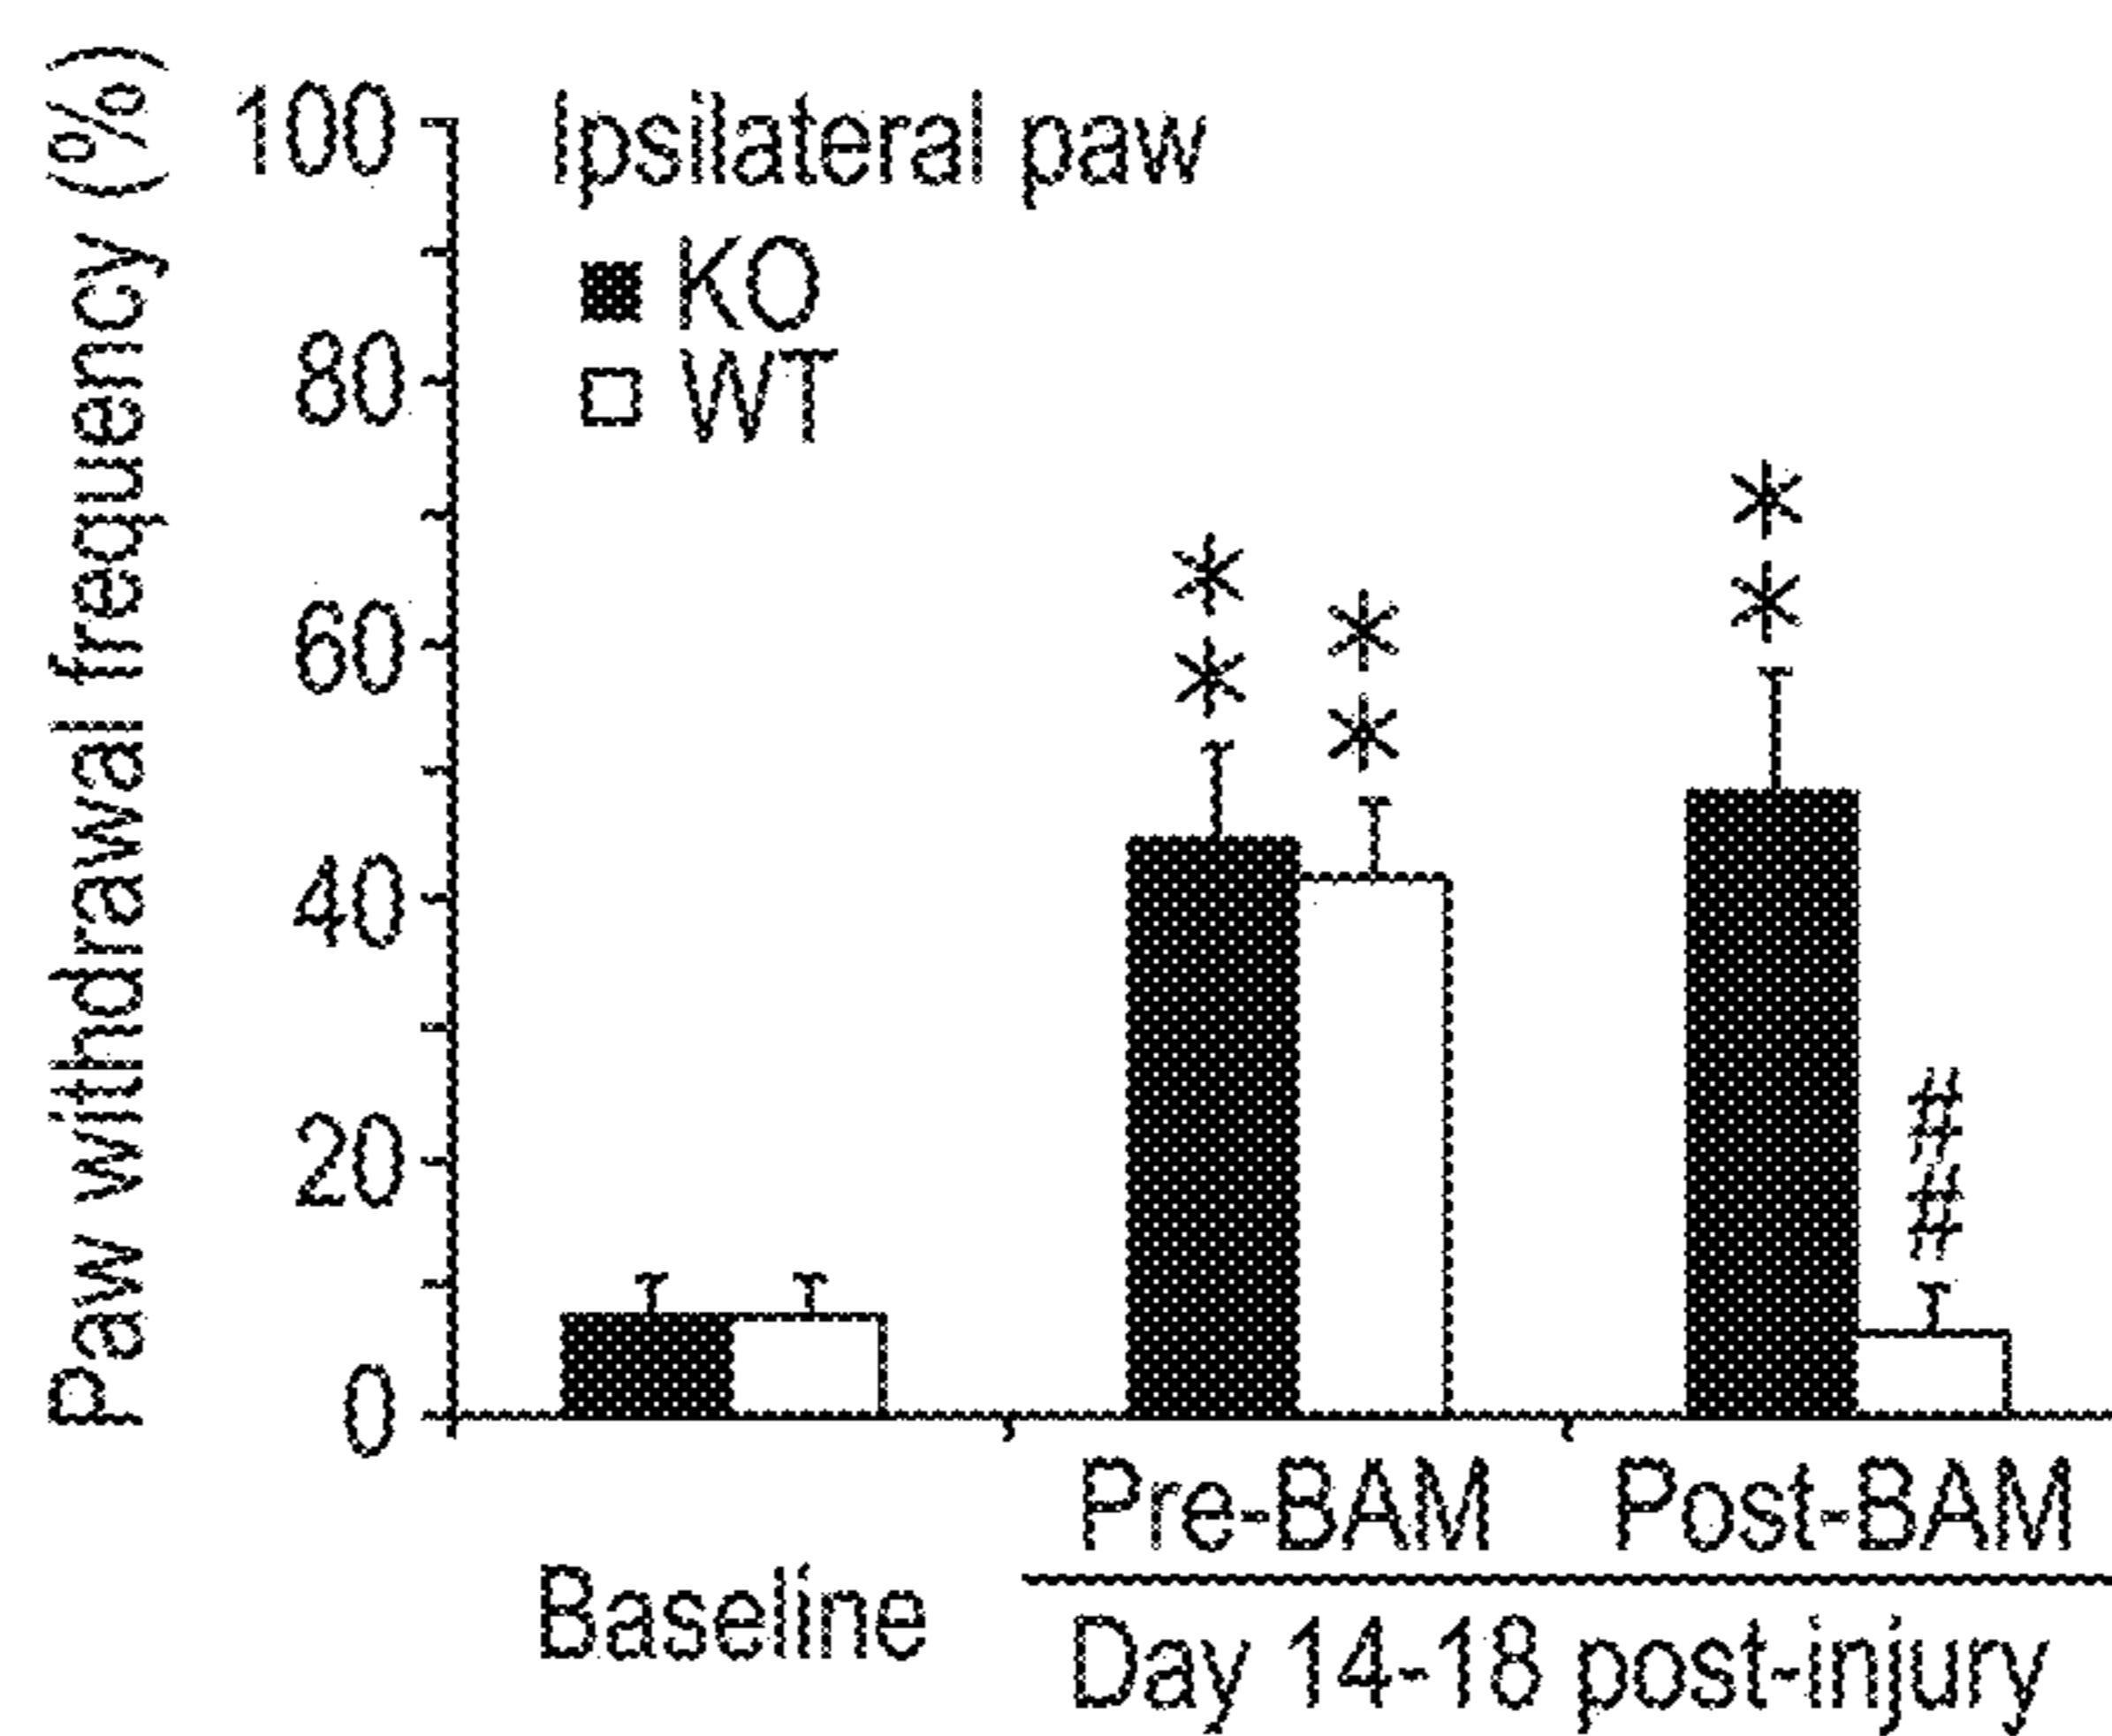 Paw withdrawal frequency (%)
100
80
60
40
20
0
Ipsilateral paw
KO
WT
*
*
*
*
*
*
#
#
Baseline
Pre-BAM
Post-BAM
Day 14-18 post-injury